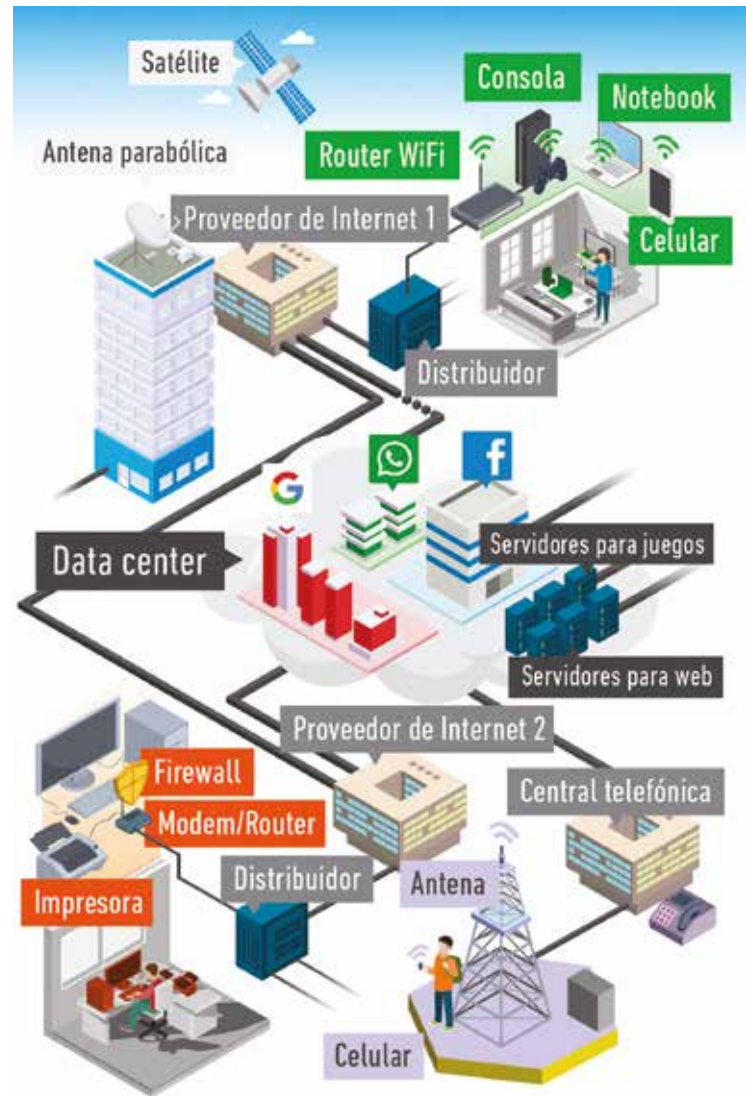 Satélite
Consola
Notebook
Antena parabólica
Router WiFi
Proveedor de Internet 1
Celular
Distribuidor
G
f
Data center
Servidores para juegos
Servidores para web
Proveedor de Internet 2
Firewall
Central telefónica
Modem/Router
Distribuidor
Antena
Impresora
Celular